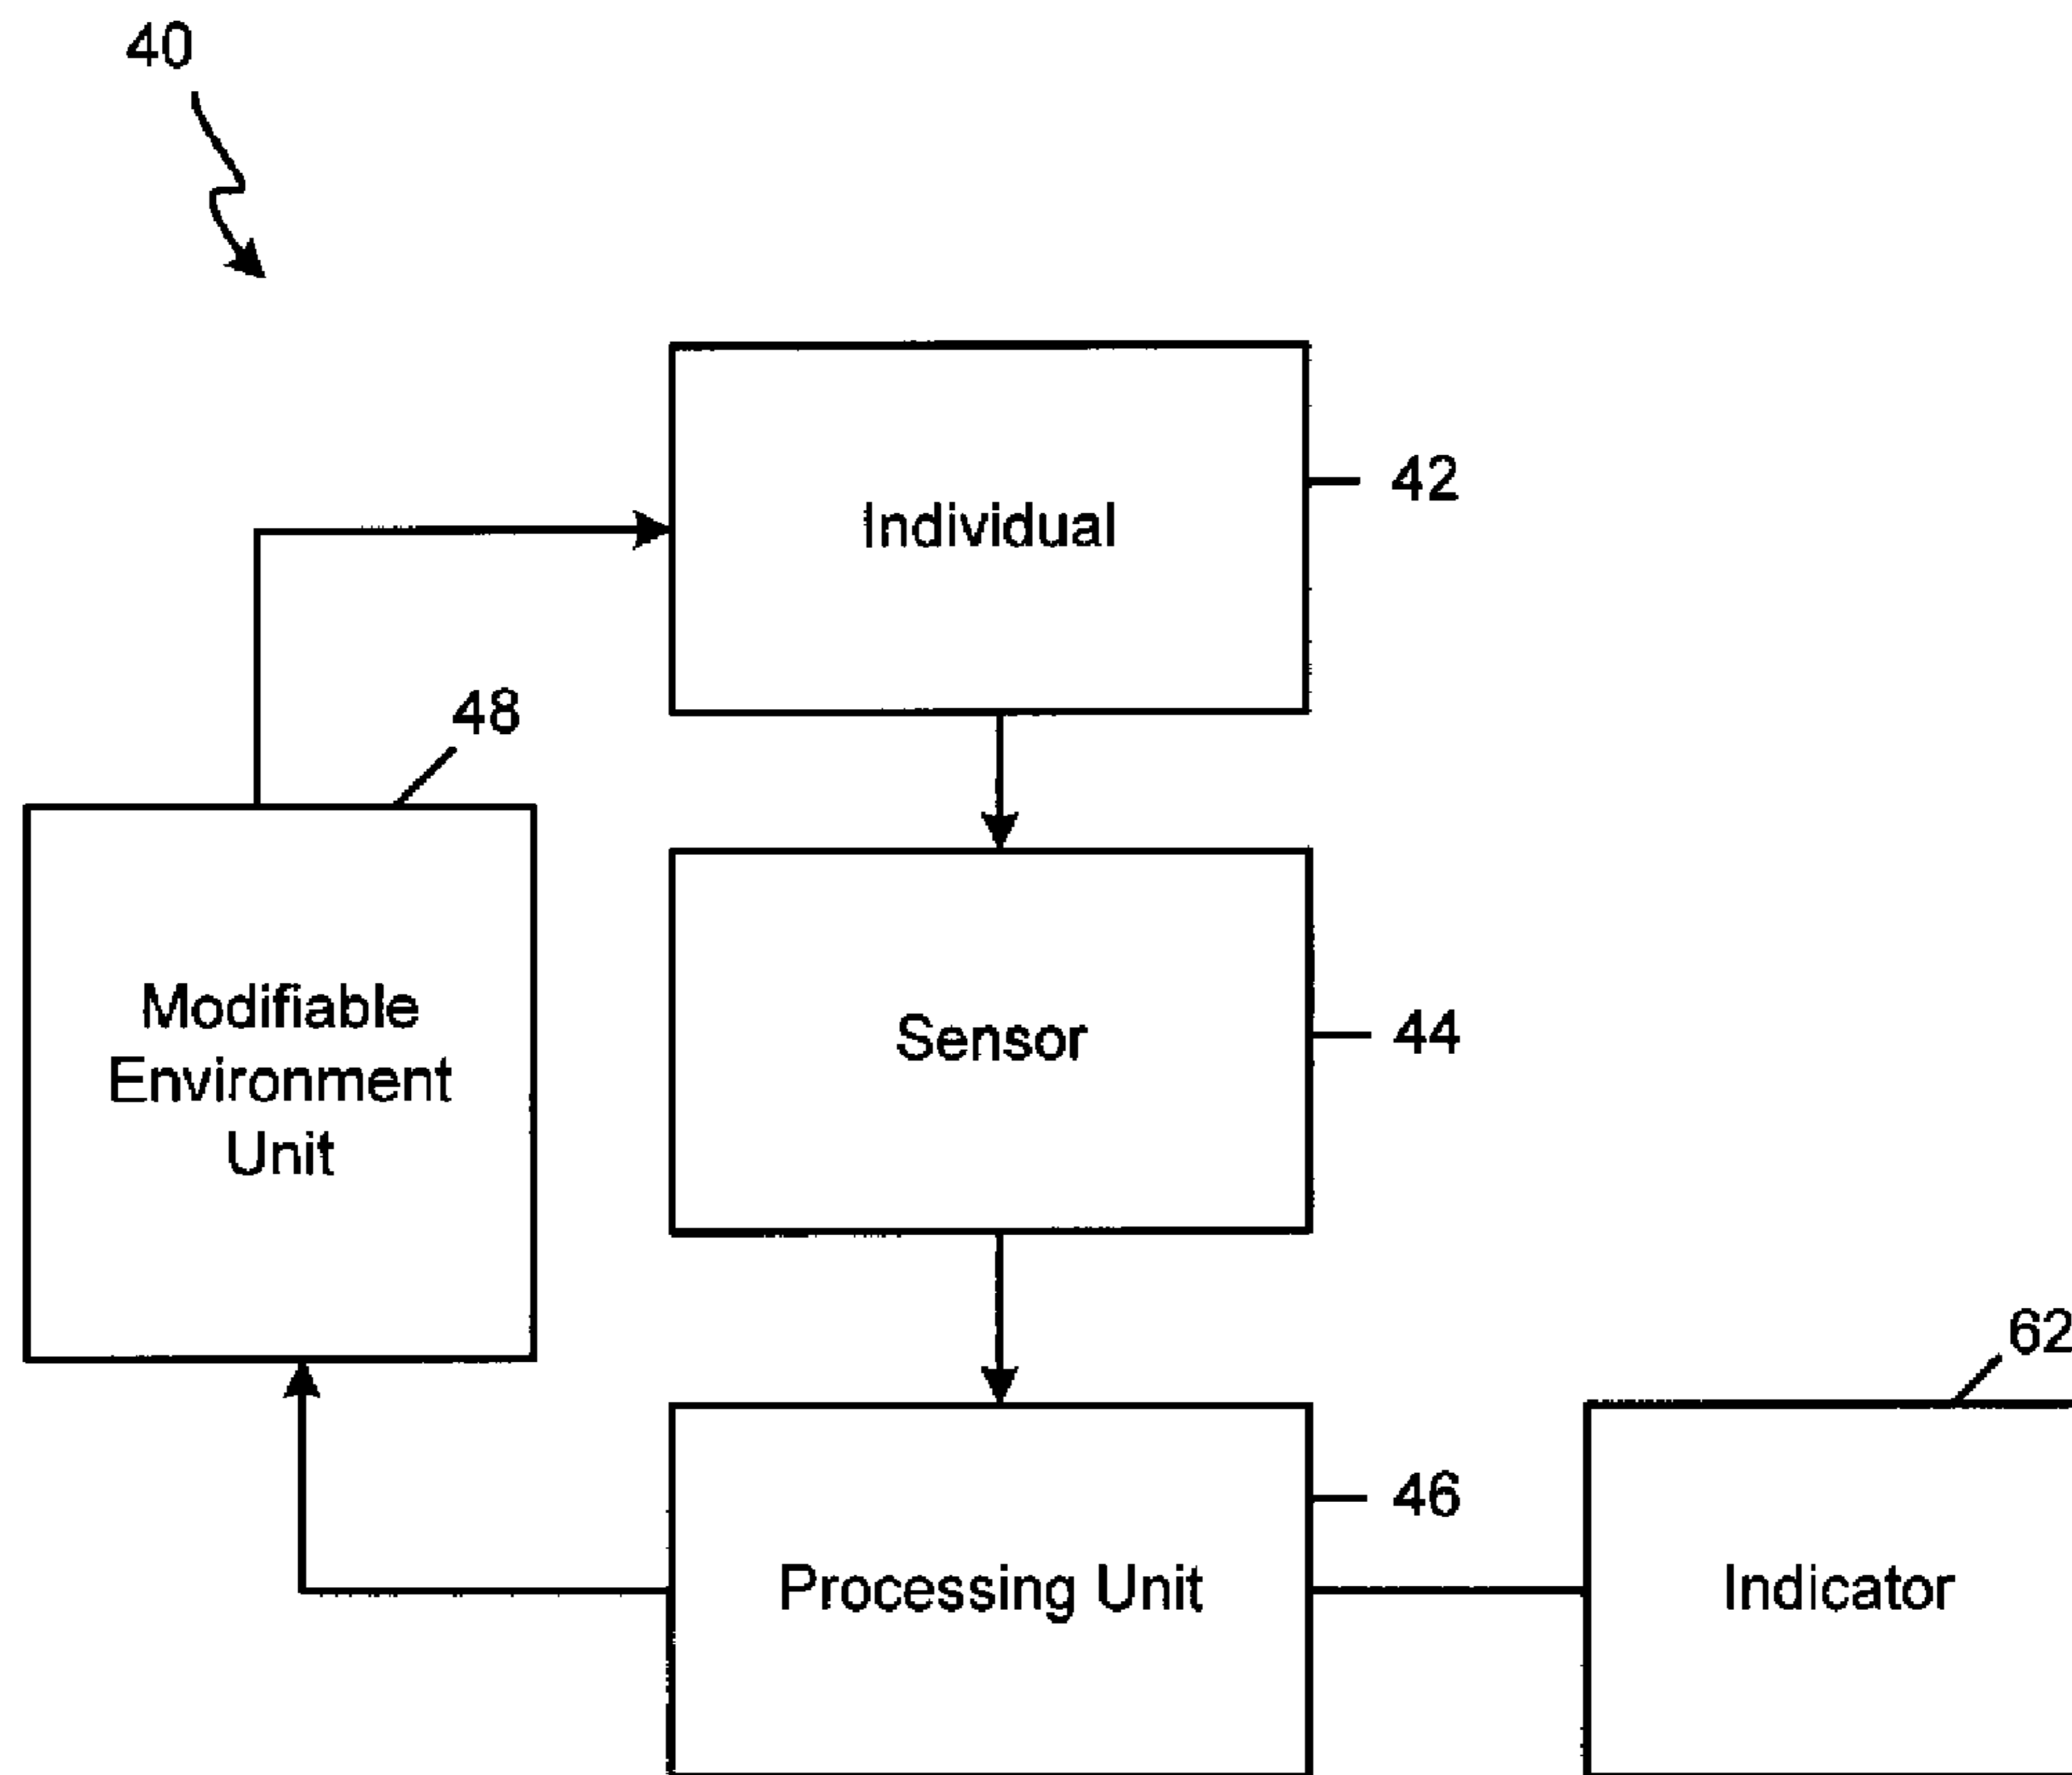 40
Individual
42
48
Modifiable
Environment
Unit
Sensor
44
62
46
Processing Unit
Indicator